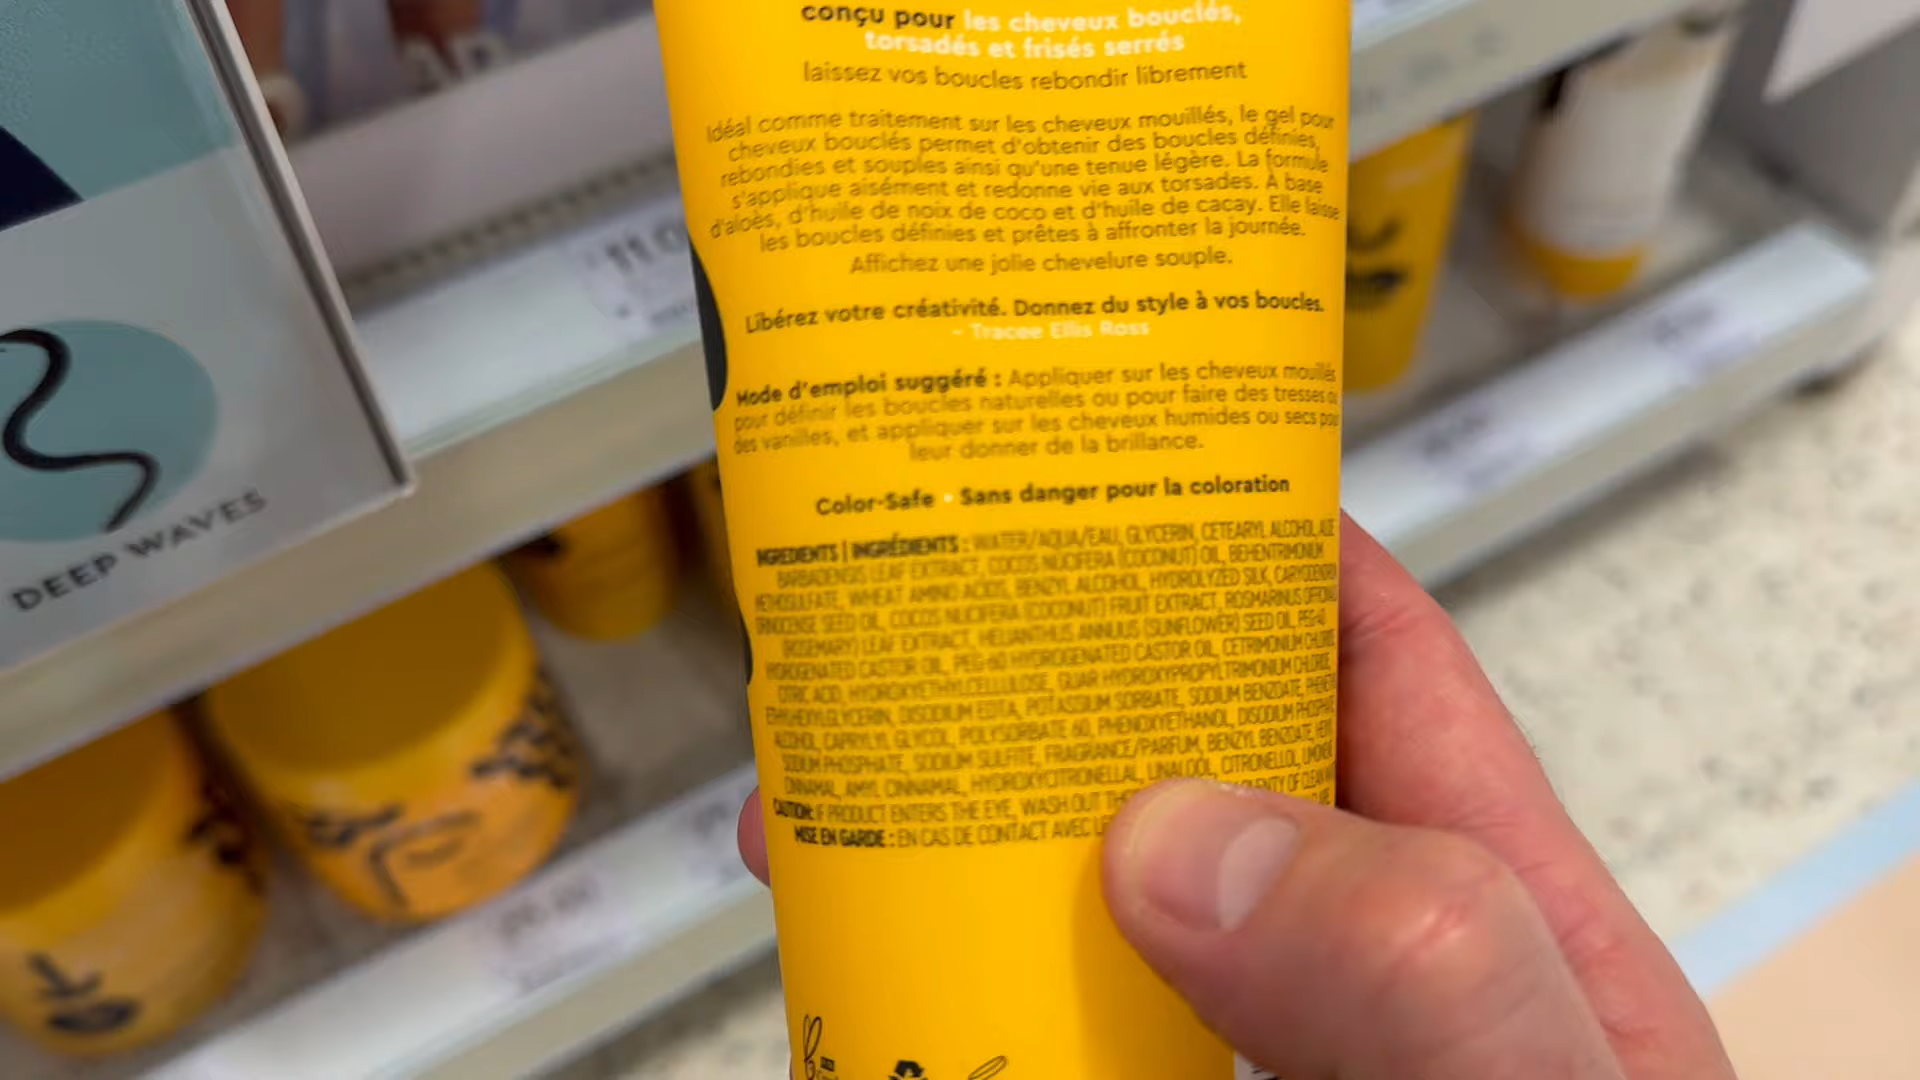 conçu pour les cheveux bouclés,
torsadés et frisés serrés
laissez vos boucles rebondir librement
Idéal comme traitement sur les cheveux mouillés, le gel pour
cheveux bouclés permet d'obtenir des boucles définies,
rebondies et souples ainsi qu'une tenue légère. La formule
s'applique aisément et redonne vie aux torsades. À base
d'aloès, d'huile de noix de coco et d'huile de cacay. Elle laisse
les boucles définies et prêtes à affronter la journée.
Affichez une jolie chevelure souple.
Libérez votre créativité. Donnez du style à vos boucles.
- Tracee Ellis Ross
Mode d'emploi suggéré : Appliquer sur les cheveux mouillés
pour définir les boucles naturelles ou pour faire des tresses
des vanilles, et appliquer sur les cheveux humides ou secs
leur donner de la brillance.
Color-Safe • Sans danger pour la coloration
INGREDIENTS | INGRÉDIENTS : WATER/AQUA/EAU, GLYCERIN, CETEARYL ALCOHOL,
BARBADENSIS LEAF EXTRACT, COCOS NUCIFERA (COCONUT) OIL, BEHENTRIMONIUM
METHOSULFATE, WHEAT AMINO ACIDS, BENZYL ALCOHOL, HYDROLYZED SILK,
ORINOCENSE SEED OIL, COCOS NUCIFERA (COCONUT) FRUIT EXTRACT, ROSMARINUS
(ROSEMARY) LEAF EXTRACT, HELIANTHUS ANNUUS (SUNFLOWER) SEED OIL, PEG-40
HYDROGENATED CASTOR OIL, PEG-60 HYDROGENATED CASTOR OIL, CETRIMONIUM
CITRIC ACID, HYDROXYETHYLCELLULOSE, GUAR HYDROXYPROPYLTRIMONIUM CHLORIDE,
ETHYLHEXYLGLYCERIN, DISODIUM EDTA, POTASSIUM SORBATE, SODIUM BENZOATE,
ALCOHOL, CAPRYLYL GLYCOL, POLYSORBATE 60, PHENOXYETHANOL, DISODIUM
SODIUM PHOSPHATE, SODIUM SULFITE, FRAGRANCE/PARFUM, BENZYL BENZOATE,
CINNAMAL, AMYL CINNAMAL, HYDROXYCITRONELLAL, LINALOOL, CITRONELLOL,
CAUTION: IF PRODUCT ENTERS THE EYE, WASH OUT PLENTY OF CLEAN
MISE EN GARDE : EN CAS DE CONTACT AVEC
DEEP WAVES